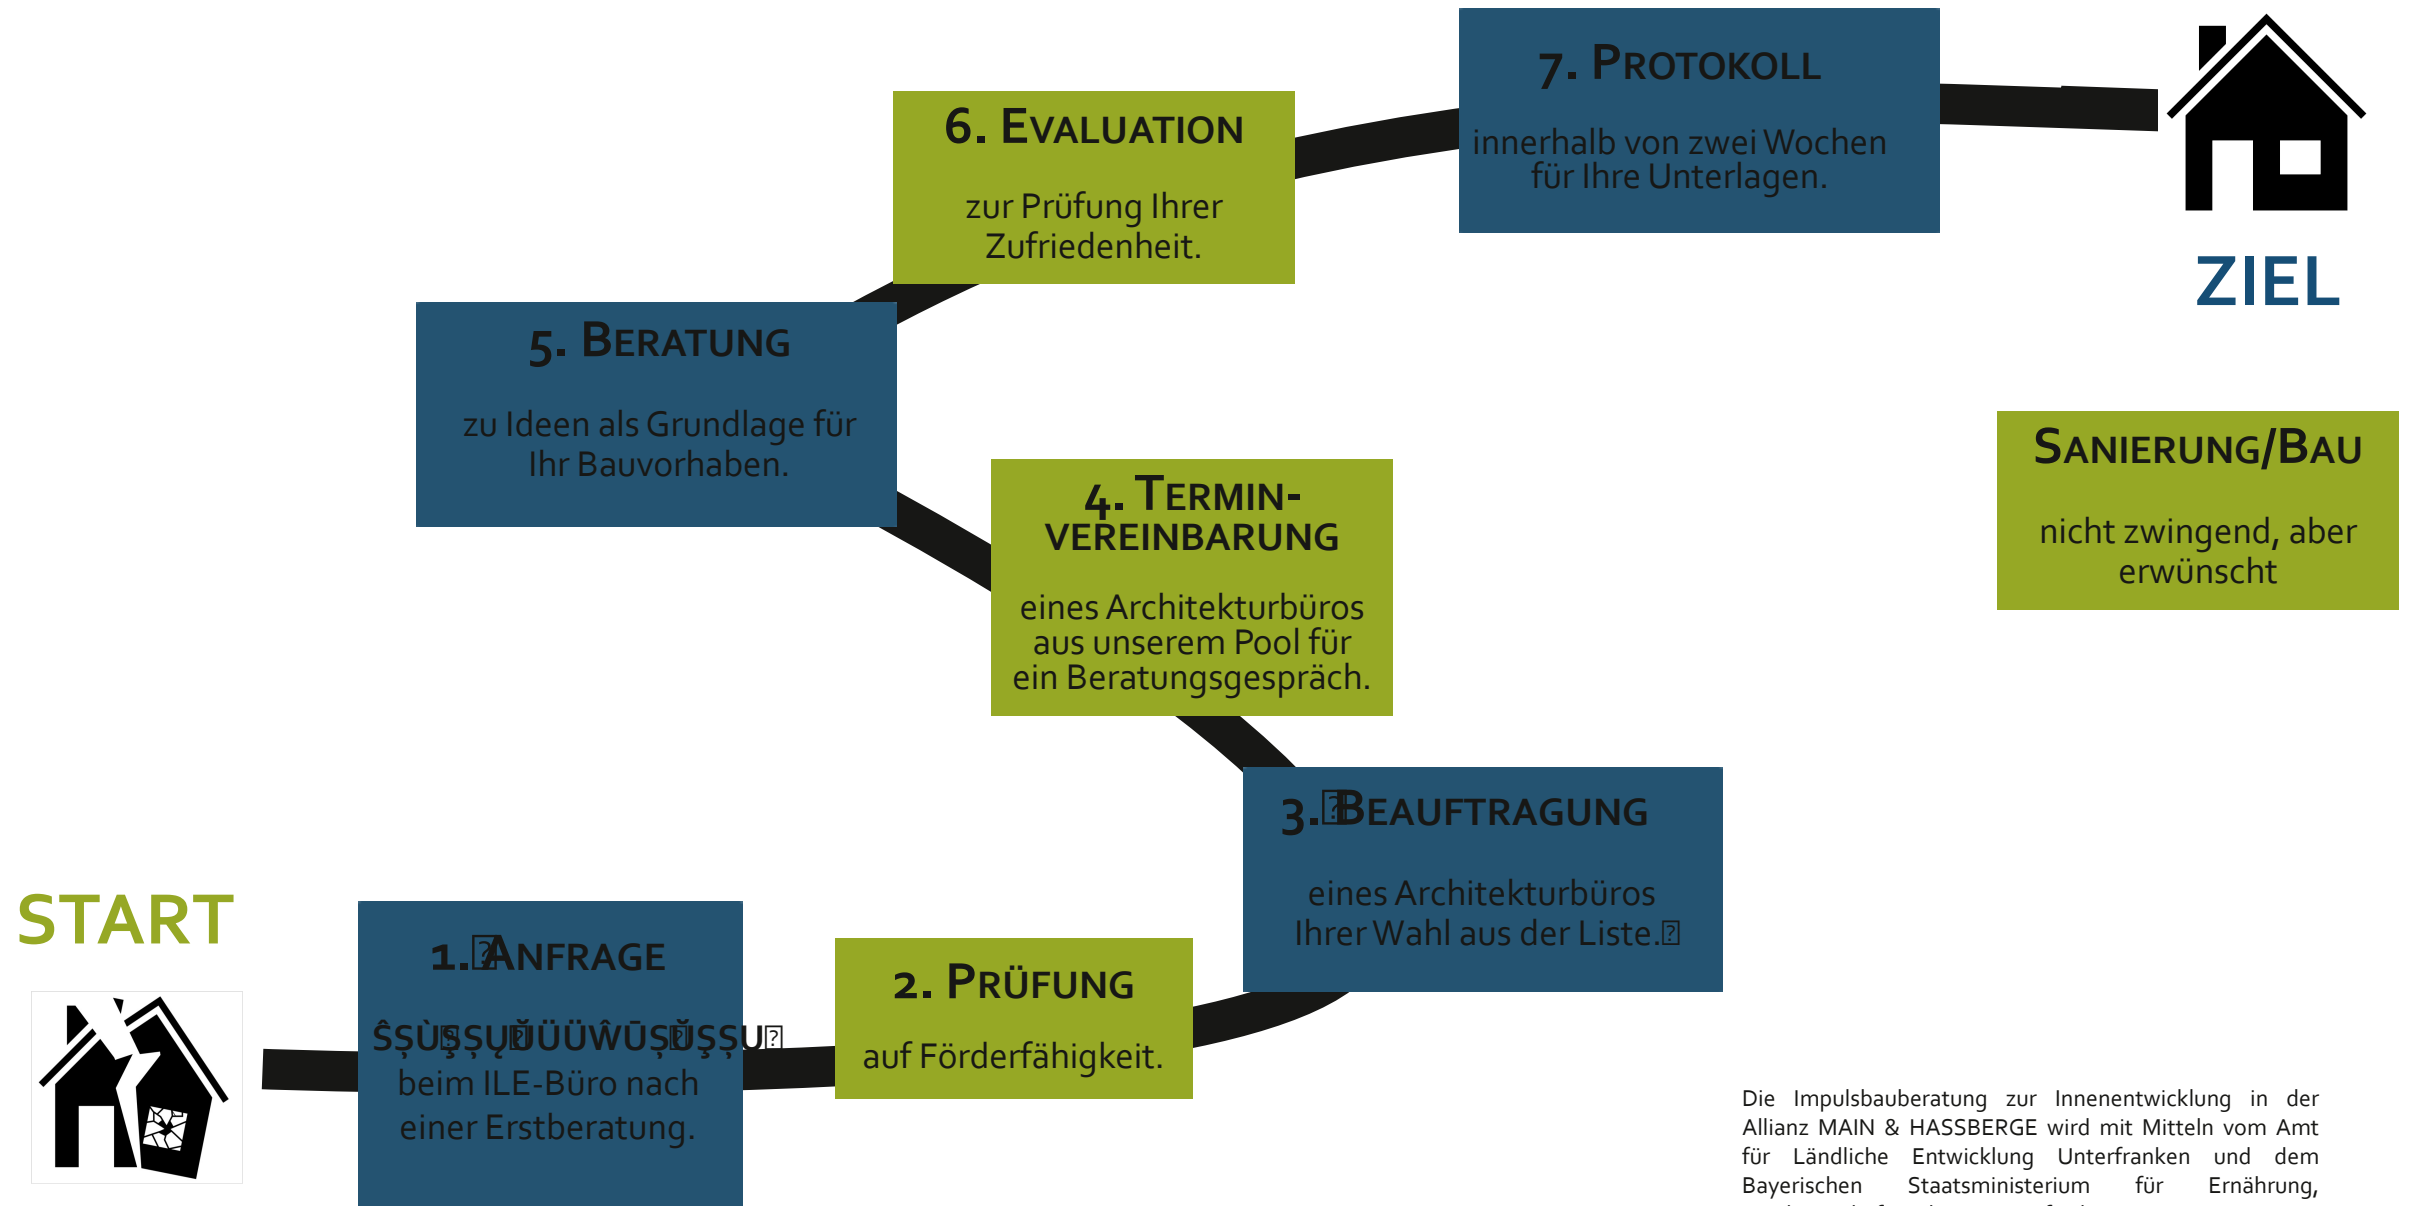 START
1. ANFRAGE
beim ILE-Büro nach
einer Erstberatung.
2. PRÜFUNG
auf Förderfähigkeit.
3. BEAUFTRAGUNG
eines Architekturbüros
Ihrer Wahl aus der Liste.
4. TERMIN-
VEREINBARUNG
eines Architekturbüros
aus unserem Pool für
ein Beratungsgespräch.
5. BERATUNG
zu Ideen als Grundlage für
Ihr Bauvorhaben.
6. EVALUATION
zur Prüfung Ihrer
Zufriedenheit.
7. PROTOKOLL
innerhalb von zwei Wochen
für Ihre Unterlagen.
ZIEL
SANIERUNG/BAU
nicht zwingend, aber
erwünscht
Die Impulsbauberatung zur Innenentwicklung in der
Allianz MAIN & HASSBERGE wird mit Mitteln vom Amt
für Ländliche Entwicklung Unterfranken und dem
Bayerischen Staatsministerium für Ernährung,